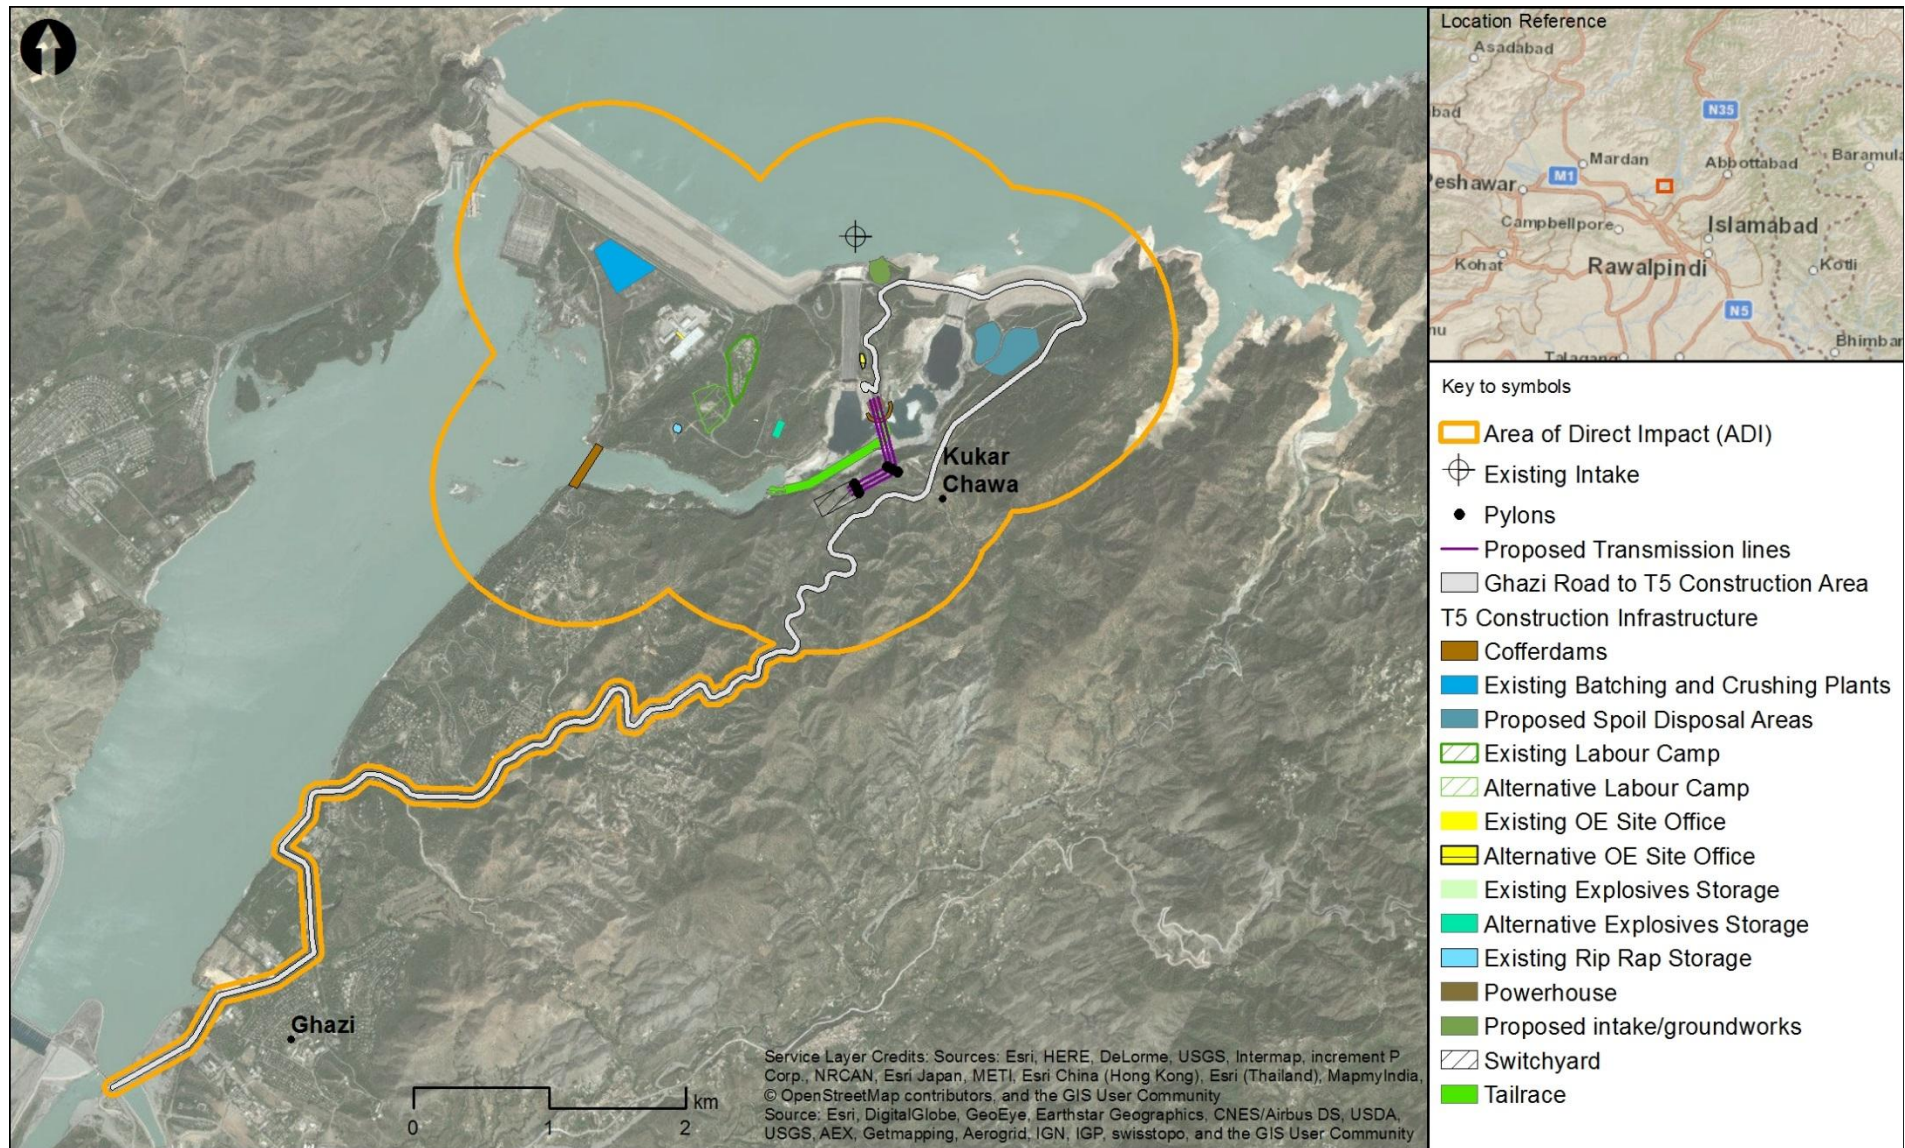 Kukar
Chawa
Ghazi
0 1 2 km
Service Layer Credits: Sources: Esri, HERE, DeLorme, USGS, Intermap, increment P
Corp., NRCAN, Esri Japan, METI, Esri China (Hong Kong), Esri (Thailand), MapmyIndia,
© OpenStreetMap contributors, and the GIS User Community
Source: Esri, DigitalGlobe, GeoEye, Earthstar Geographics, CNES/Airbus DS, USDA,
USGS, AEX, Getmapping, Aerogrid, IGN, IGP, swisstopo, and the GIS User Community
Location Reference
Asadabad
bad
N35
Mardan
Abbottabad
Baramula
Peshawar
M1
Campbellpore
Islamabad
Kohat
Rawalpindi
Kotli
N5
nu
Bhimbar
Talagang
Key to symbols
Area of Direct Impact (ADI)
Existing Intake
Pylons
Proposed Transmission lines
Ghazi Road to T5 Construction Area
T5 Construction Infrastructure
Cofferdams
Existing Batching and Crushing Plants
Proposed Spoil Disposal Areas
Existing Labour Camp
Alternative Labour Camp
Existing OE Site Office
Alternative OE Site Office
Existing Explosives Storage
Alternative Explosives Storage
Existing Rip Rap Storage
Powerhouse
Proposed intake/groundworks
Switchyard
Tailrace